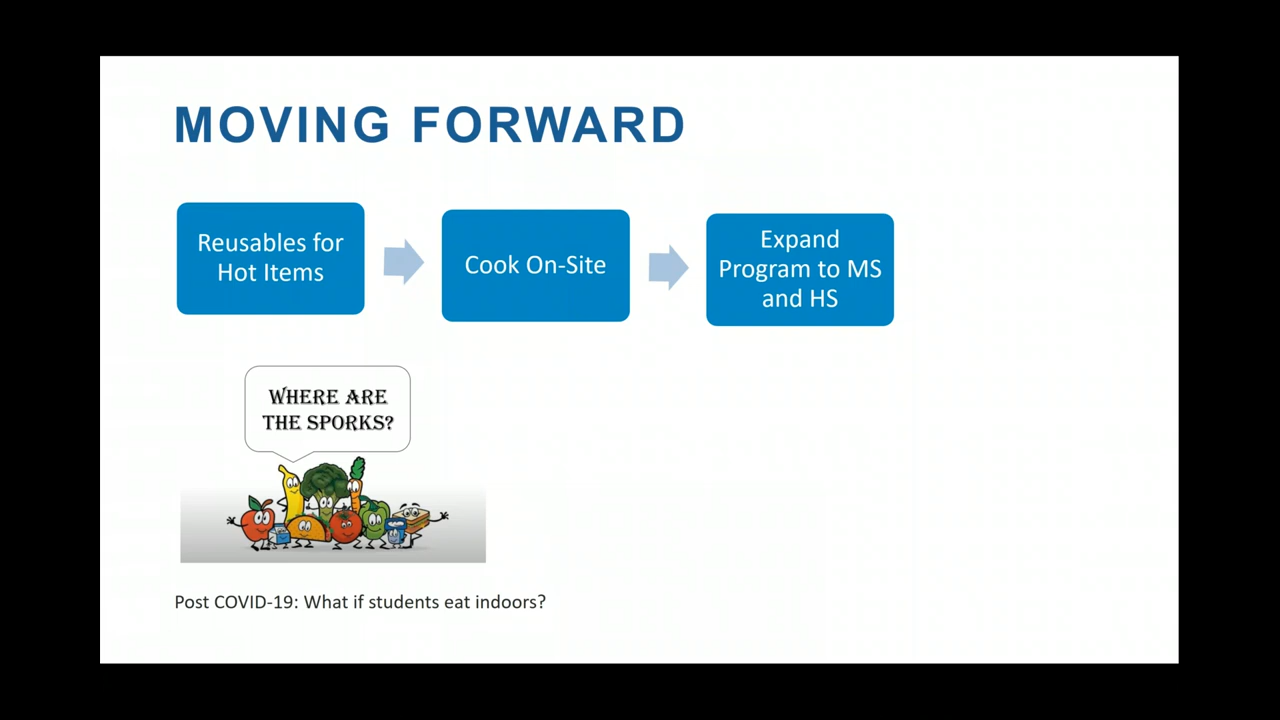 MOVING FORWARD
Reusables for
Hot Items
Cook On-Site
Expand
Program to MS
and HS
WHERE ARE
THE SPORKS?
Post COVID-19: What if students eat indoors?